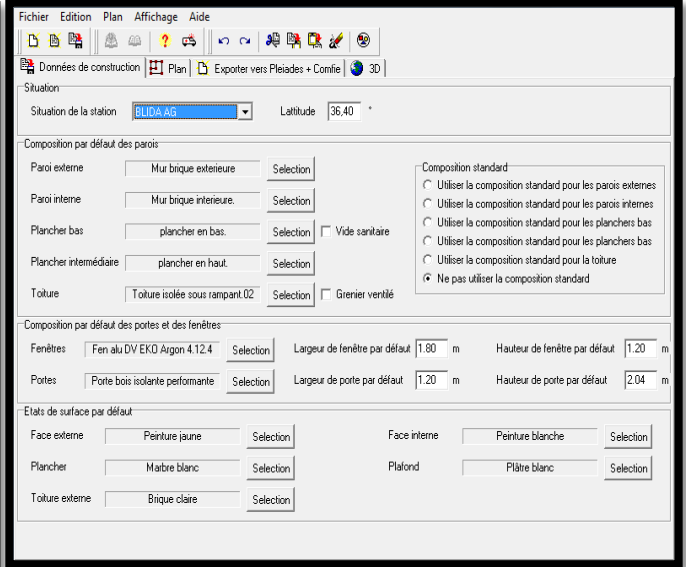 Fichier Edition Plan Affichage Aide
Données de construction Plan Exporter vers Pleiades + Comfie 3D
Situation
Situation de la station BLIDA.AG Lattitude 36,40 °
Composition par défaut des parois
Paroi externe Mur brique exterieure Selection
Paroi interne Mur brique interieure. Selection
Plancher bas plancher en bas. Selection Vide sanitaire
Plancher intermédiaire plancher en haut. Selection
Toiture Toiture isolée sous rampant.02 Selection Grenier ventilé
Composition standard
Utiliser la composition standard pour les parois externes
Utiliser la composition standard pour les parois internes
Utiliser la composition standard pour les planchers bas
Utiliser la composition standard pour les planchers bas
Utiliser la composition standard pour la toiture
Ne pas utiliser la composition standard
Composition par défaut des portes et des fenêtres
Fenêtres Fen alu DV EKO Argon 4.12.4 Selection Largeur de fenêtre par défaut 1.80 m Hauteur de fenêtre par défaut 1.20 m
Portes Porte bois isolante performante Selection Largeur de porte par défaut 1.20 m Hauteur de porte par défaut 2.04 m
Etats de surface par défaut
Face externe Peinture jaune Selection Face interne Peinture blanche Selection
Plancher Marbre blanc Selection Plafond Plâtre blanc Selection
Toiture externe Brique claire Selection